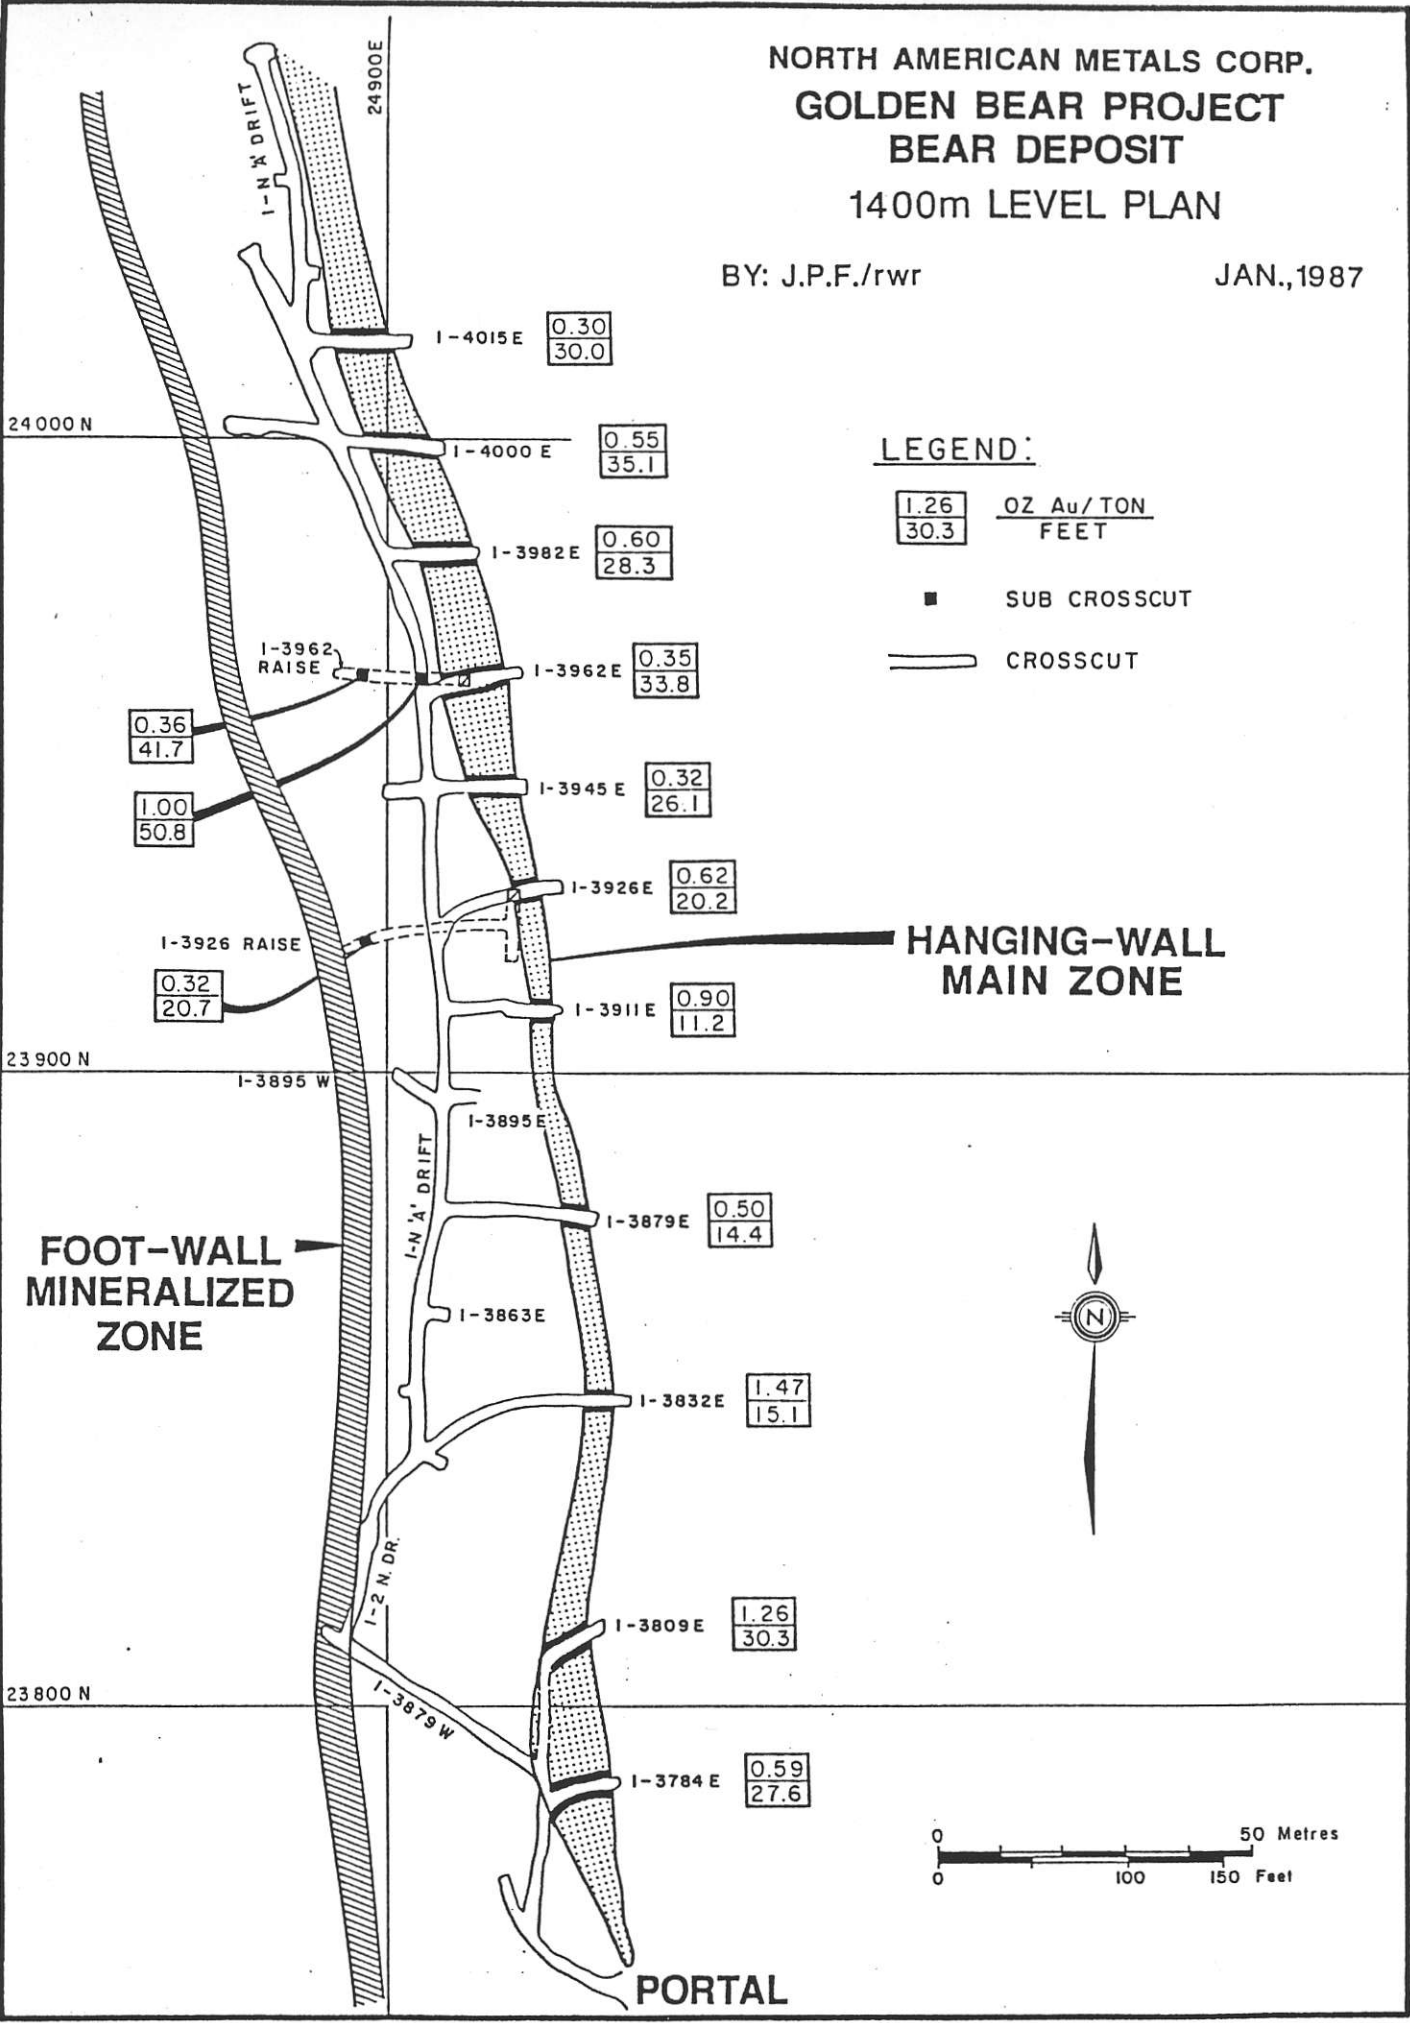 NORTH AMERICAN METALS CORP.
GOLDEN BEAR PROJECT
BEAR DEPOSIT
1400m LEVEL PLAN
BY: J.P.F./rwr
JAN.,1987
24900E
I-N 'A' DRIFT
I-4015E
0.30
30.0
24000 N
I-4000 E
0.55
35.1
LEGEND:
1.26
30.3
OZ Au/TON
FEET
SUB CROSSCUT
CROSSCUT
I-3982E
0.60
28.3
I-3962
RAISE
I-3962E
0.35
33.8
0.36
41.7
1.00
50.8
I-3945 E
0.32
26.1
I-3926E
0.62
20.2
I-3926 RAISE
0.32
20.7
HANGING-WALL
MAIN ZONE
I-3911E
0.90
11.2
23900 N
I-3895 W
I-3895E
I-N 'A' DRIFT
I-3879E
0.50
14.4
FOOT-WALL
MINERALIZED
ZONE
I-3863E
N
I-3832E
1.47
15.1
I-2 N. DR.
I-3809E
1.26
30.3
23800 N
I-3879 W
I-3784 E
0.59
27.6
0 50 Metres
0 100 150 Feet
PORTAL